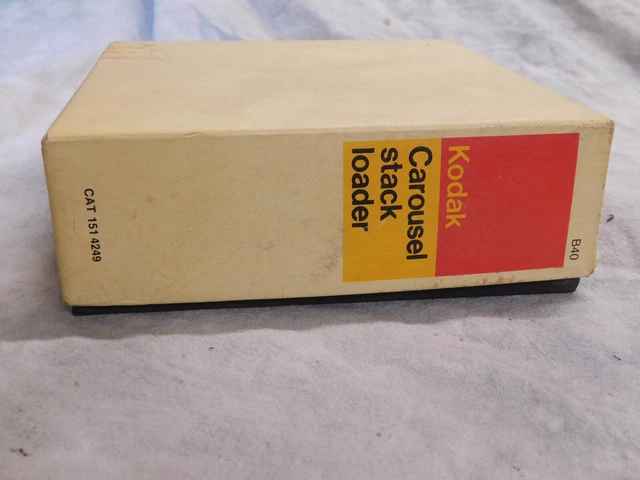 B40
Kodak
Carousel
stack
loader
CAT 151 4249